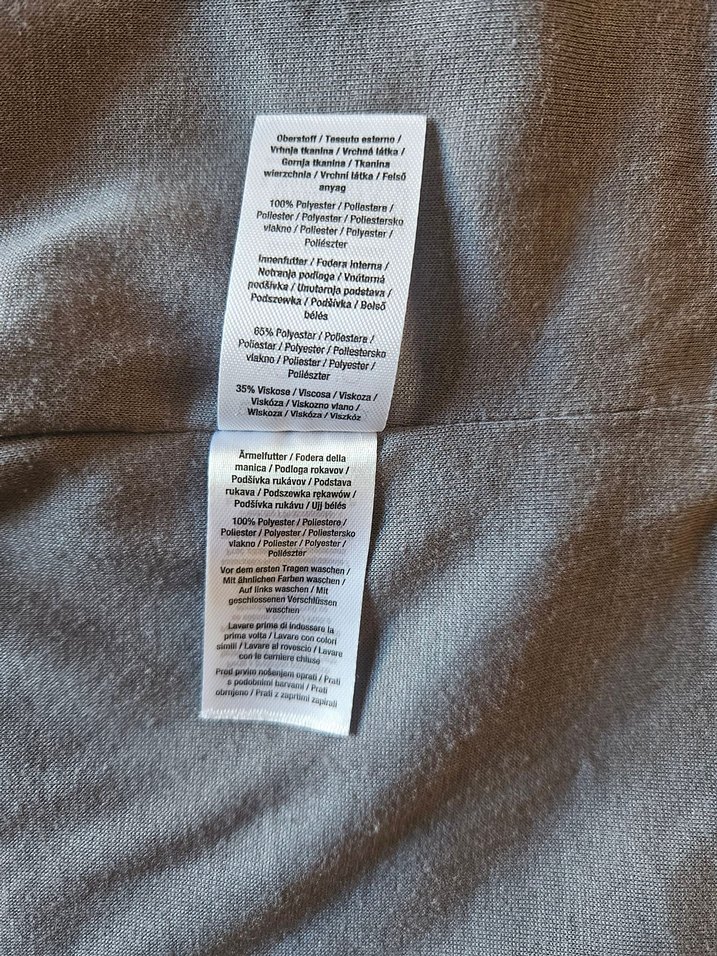 Oberstoff / Tessuto esterno /
Vrhnja tkanina / Vrchná látka /
Gornja tkanina / Tkanina
wierzchnia / Vrchní látka / Felső
anyag
100% Polyester / Poliestere /
Poliester / Polyester / Poliestersko
vlakno / Poliester / Polyester /
Poliészter
Innenfutter / Fodera interna /
Notranja podloga / Vnútorná
podšívka / Unutarnja podstava /
Podszewka / Podšívka / Belső
bélés
65% Polyester / Poliestere /
Poliester / Polyester / Poliestersko
vlakno / Poliester / Polyester /
Poliészter
35% Viskose / Viscosa / Viskoza /
Viskóza / Viskozno vlano /
Wiskoza / Viskóza / Viszkóz
Ärmelfutter / Fodera della
manica / Podloga rokavov /
Podšívka rukávov / Podstava
rukava / Podszewka rękawów /
Podšívka rukávu / Ujj bélés
100% Polyester / Poliestere /
Poliester / Polyester / Poliestersko
vlakno / Poliester / Polyester /
Poliészter
Vor dem ersten Tragen waschen /
Mit ähnlichen Farben waschen /
Auf links waschen / Mit
geschlossenen Verschlüssen
waschen
Lavare prima di indossare la
prima volta / Lavare con colori
simili / Lavare al rovescio / Lavare
con le cerniere chiuse
Pred prvim nošenjem oprati / Prati
s podobnimi barvami / Prati
obrnjeno / Prati z zaprtimi zapirali